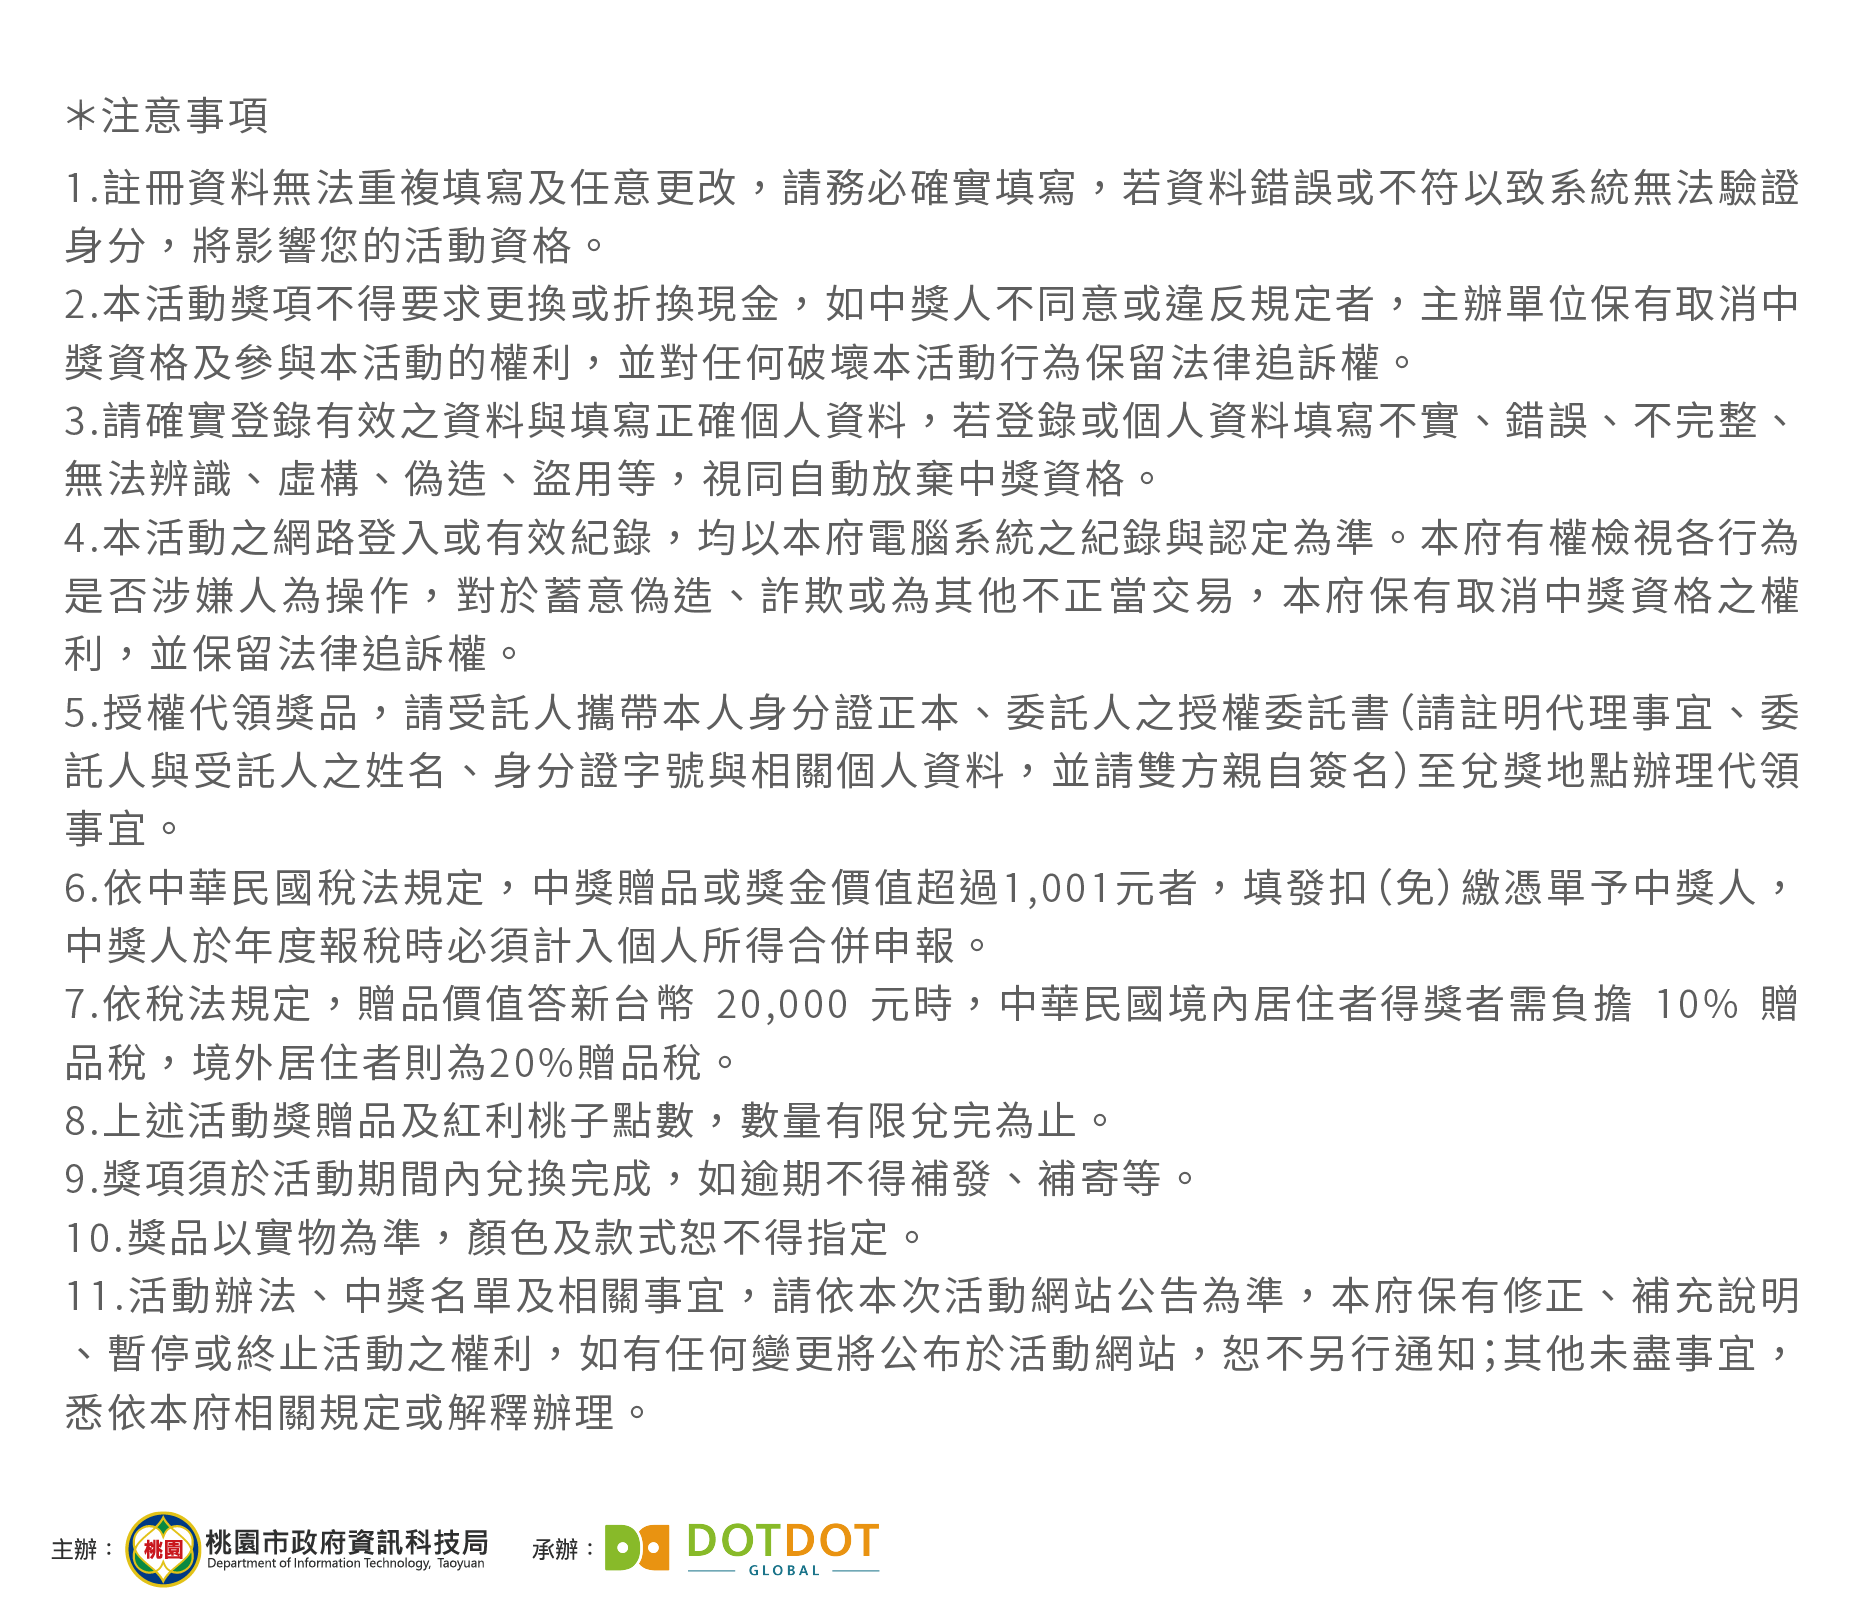 ＊注意事項
1.註冊資料無法重複填寫及任意更改，請務必確實填寫，若資料錯誤或不符以致系統無法驗證
身分，將影響您的活動資格。
2.本活動獎項不得要求更換或折換現金，如中獎人不同意或違反規定者，主辦單位保有取消中
獎資格及參與本活動的權利，並對任何破壞本活動行為保留法律追訴權。
3.請確實登錄有效之資料與填寫正確個人資料，若登錄或個人資料填寫不實、錯誤、不完整、
無法辨識、虛構、偽造、盜用等，視同自動放棄中獎資格。
4.本活動之網路登入或有效紀錄，均以本府電腦系統之紀錄與認定為準。本府有權檢視各行為
是否涉嫌人為操作，對於蓄意偽造、詐欺或為其他不正當交易，本府保有取消中獎資格之權
利，並保留法律追訴權。
5.授權代領獎品，請受託人攜帶本人身分證正本、委託人之授權委託書（請註明代理事宜、委
託人與受託人之姓名、身分證字號與相關個人資料，並請雙方親自簽名）至兌獎地點辦理代領
事宜。
6.依中華民國稅法規定，中獎贈品或獎金價值超過1,001元者，填發扣（免）繳憑單予中獎人，
中獎人於年度報稅時必須計入個人所得合併申報。
7.依稅法規定，贈品價值答新台幣 20,000 元時，中華民國境內居住者得獎者需負擔 10% 贈
品稅，境外居住者則為20%贈品稅。
8.上述活動獎贈品及紅利桃子點數，數量有限兌完為止。
9.獎項須於活動期間內兌換完成，如逾期不得補發、補寄等。
10.獎品以實物為準，顏色及款式恕不得指定。
11.活動辦法、中獎名單及相關事宜，請依本次活動網站公告為準，本府保有修正、補充說明
、暫停或終止活動之權利，如有任何變更將公布於活動網站，恕不另行通知；其他未盡事宜，
悉依本府相關規定或解釋辦理。
主辦： 桃園 桃園市政府資訊科技局 承辦： DOTDOT
Department of Information Technology, Taoyuan GLOBAL